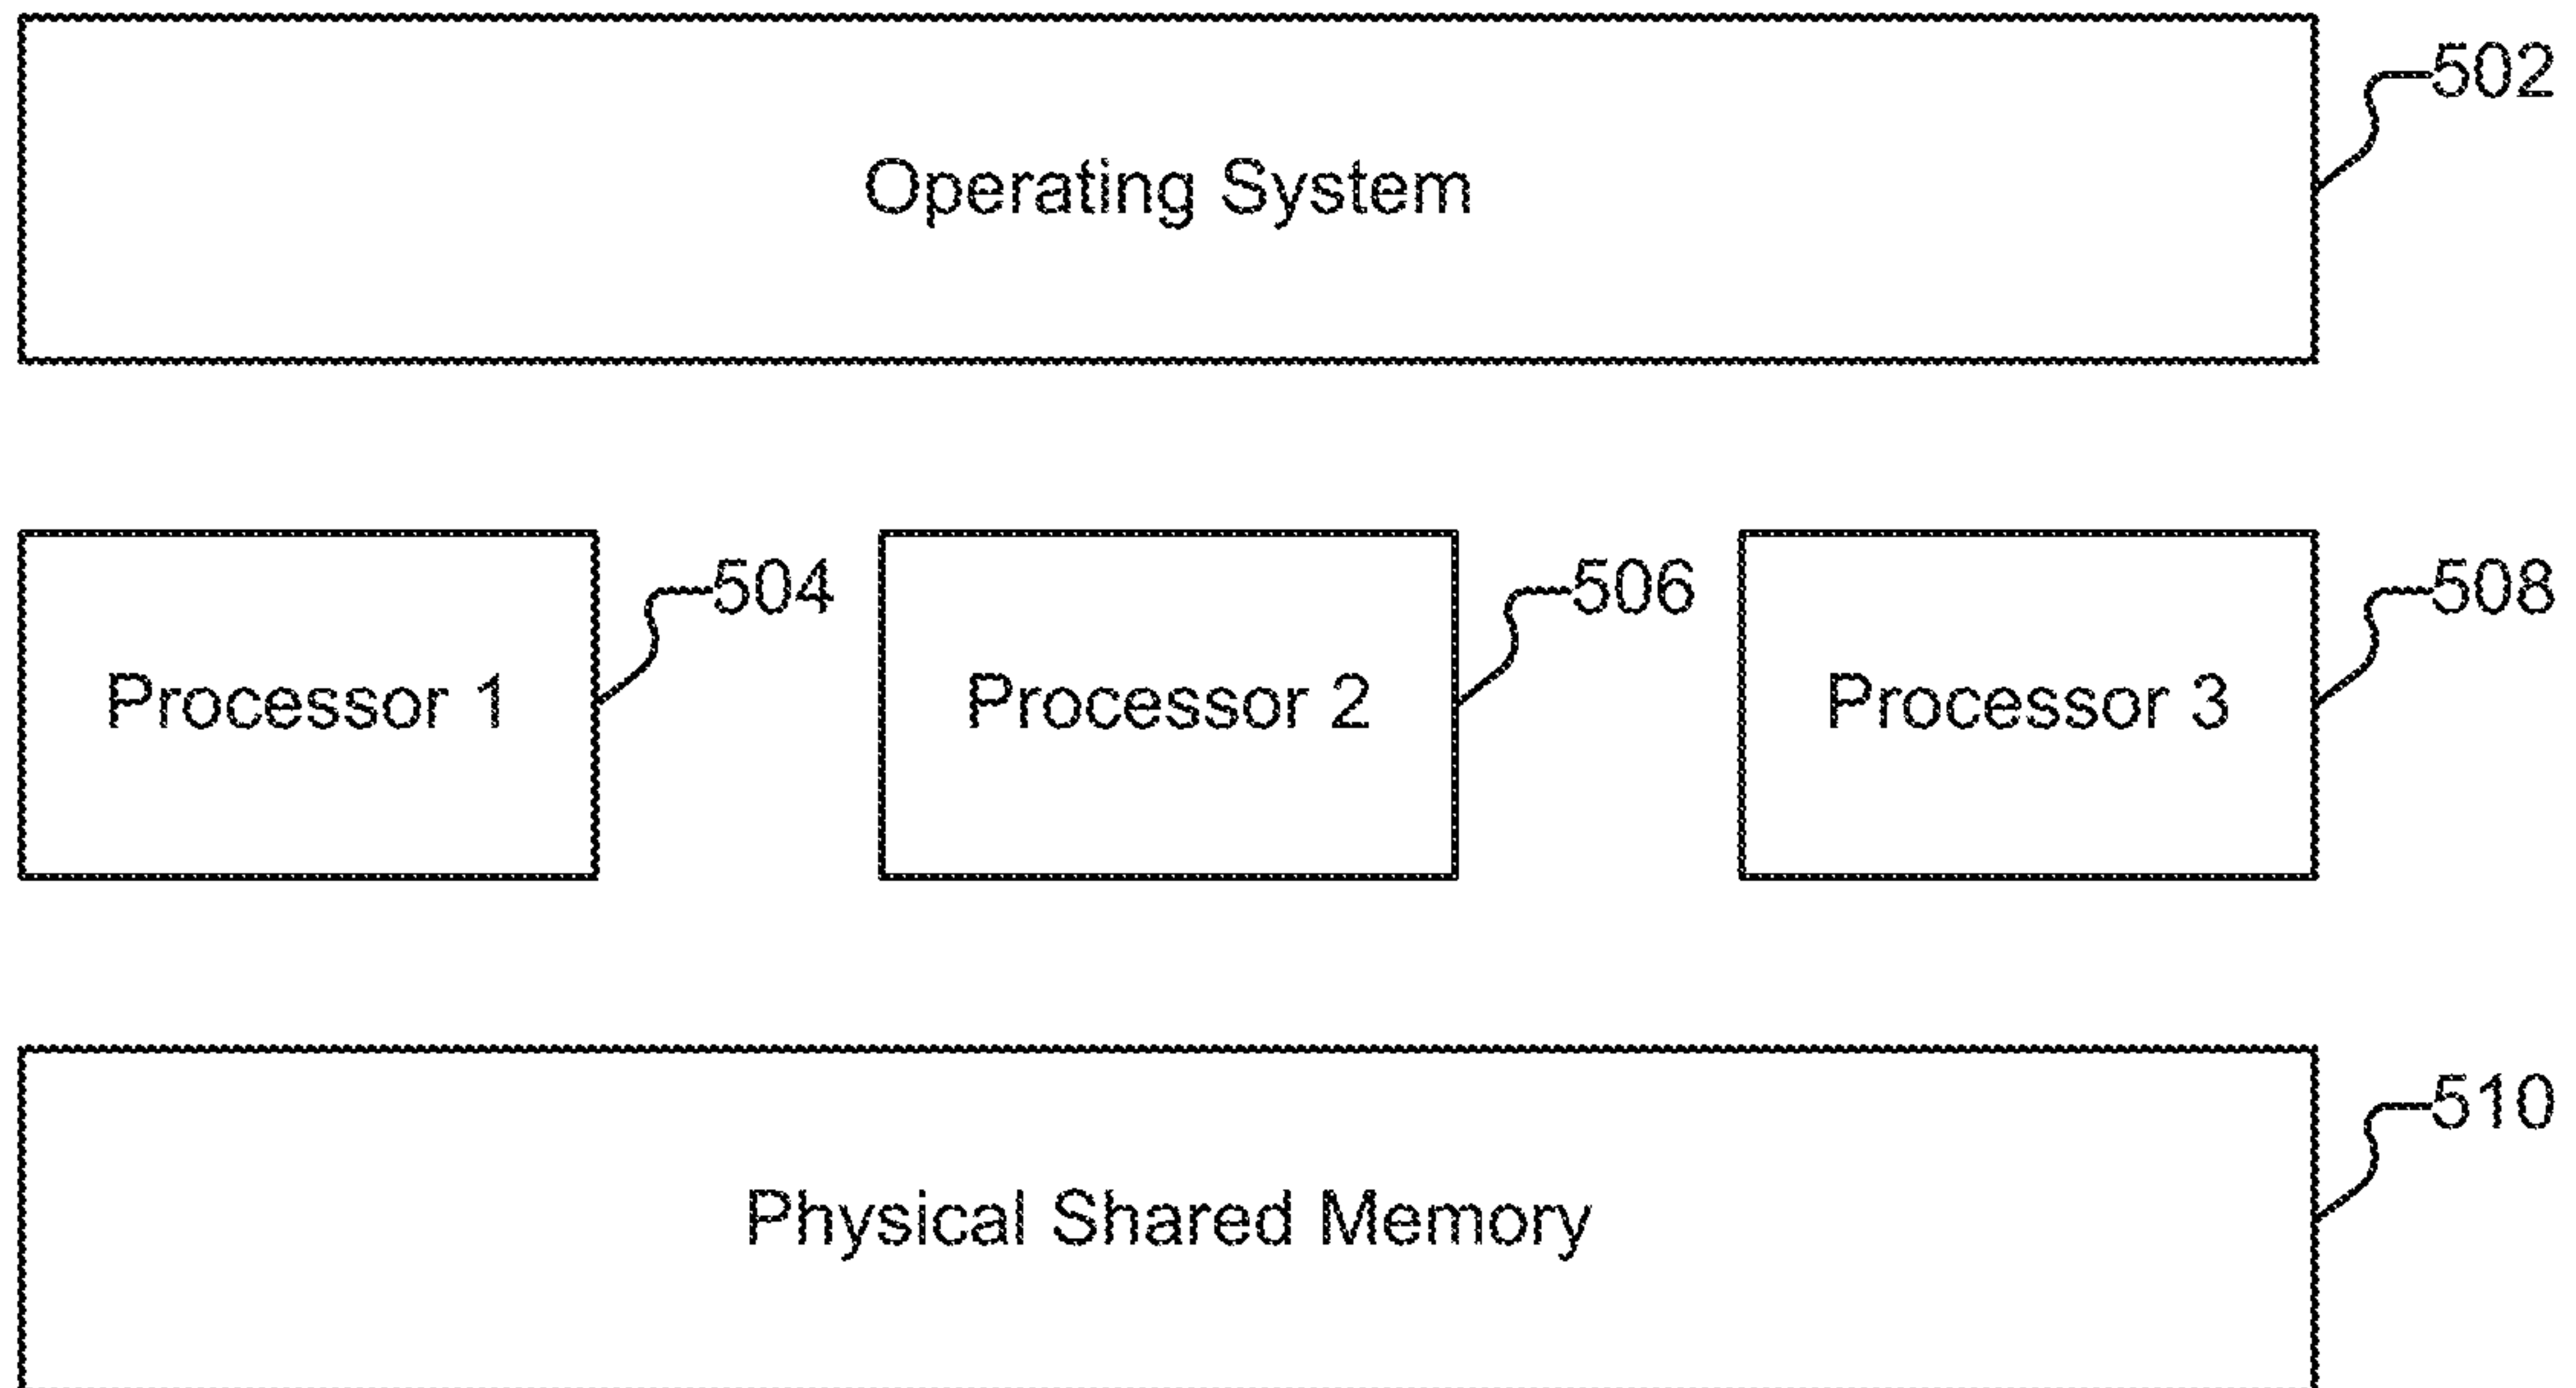 502
Operating System
504
506
508
Processor 1
Processor 2
Processor 3
510
Physical Shared Memory